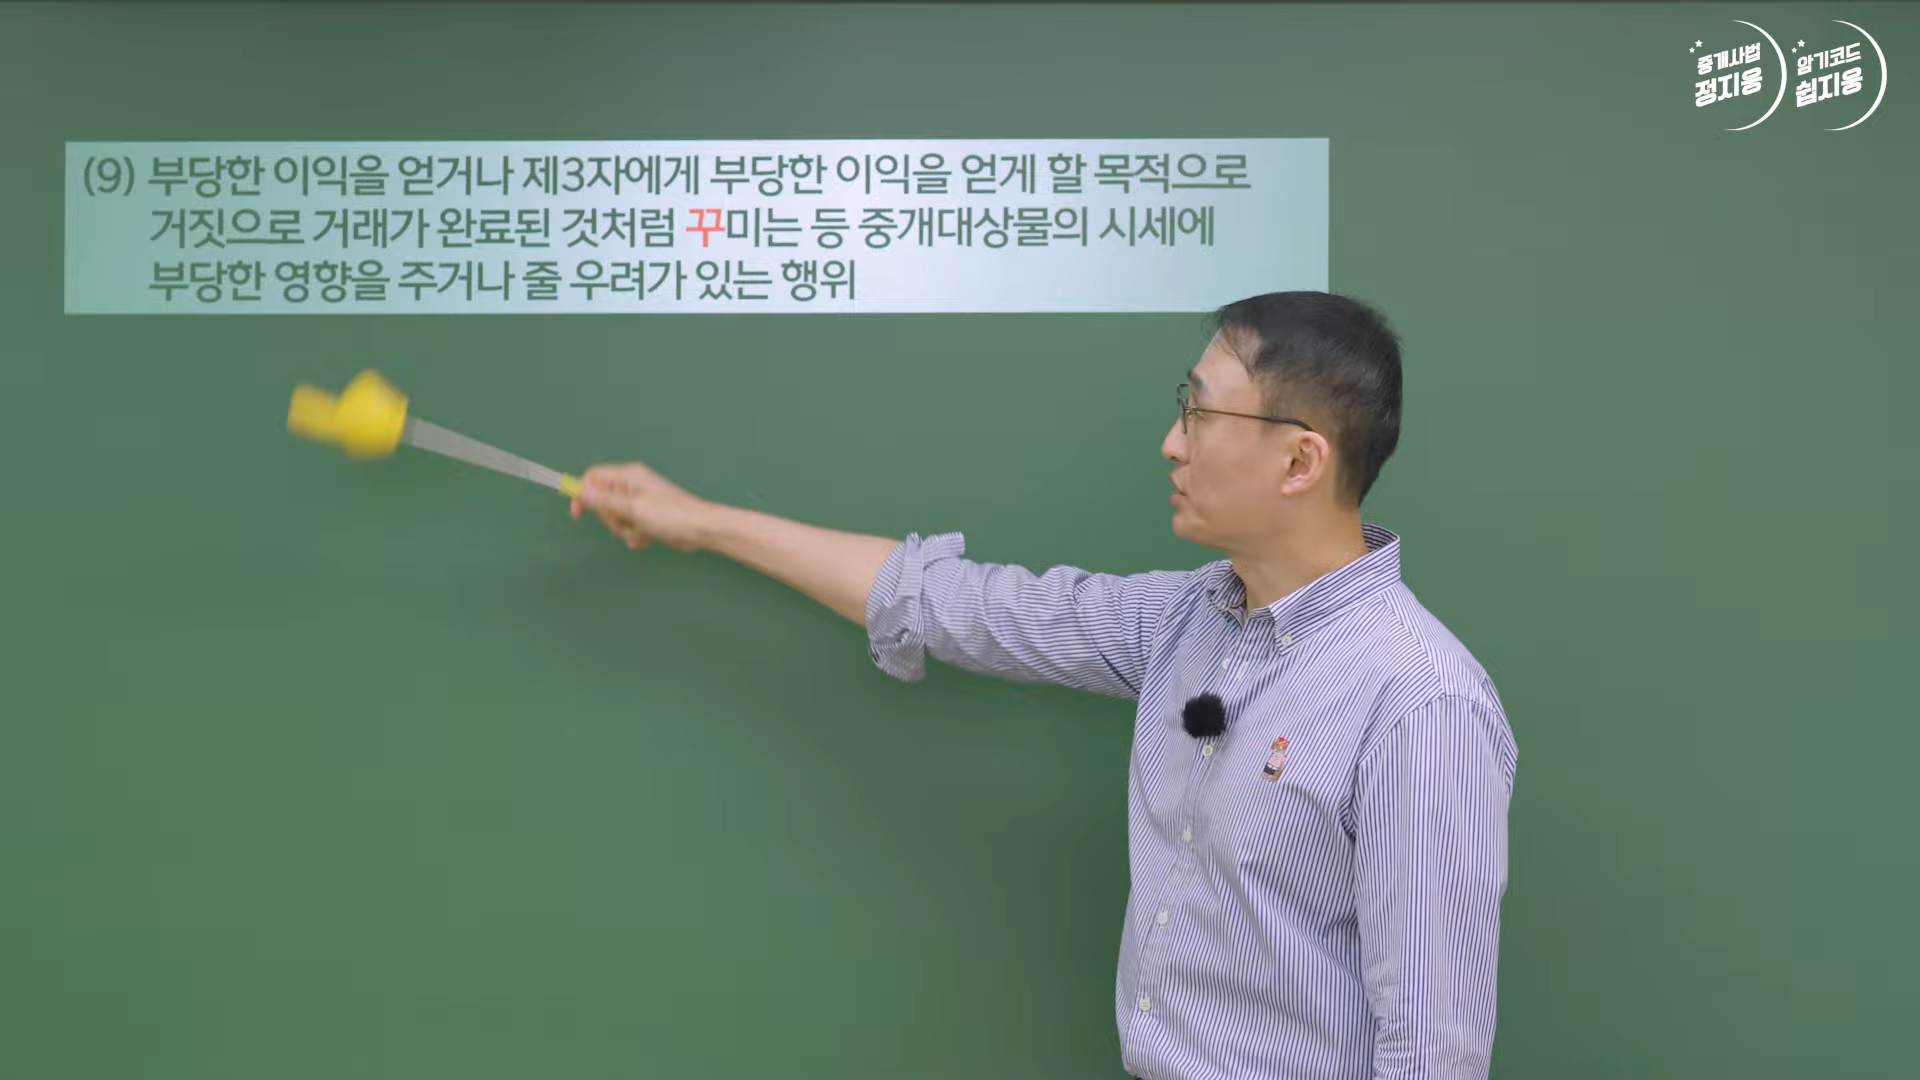 중개사법
정지웅
암기코드
쉽지웅
(9) 부당한 이익을 얻거나 제3자에게 부당한 이익을 얻게 할 목적으로
거짓으로 거래가 완료된 것처럼 꾸미는 등 중개대상물의 시세에
부당한 영향을 주거나 줄 우려가 있는 행위